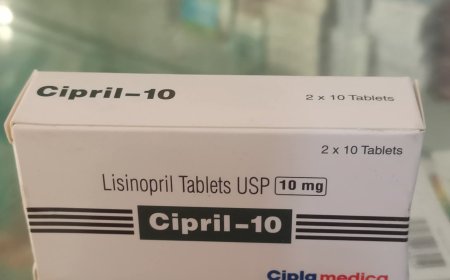 Cipril-10
2 x 10 Tablets
2 x 10 Tablets
Lisinopril Tablets USP 10 mg
Cipril-10
Cipla medica